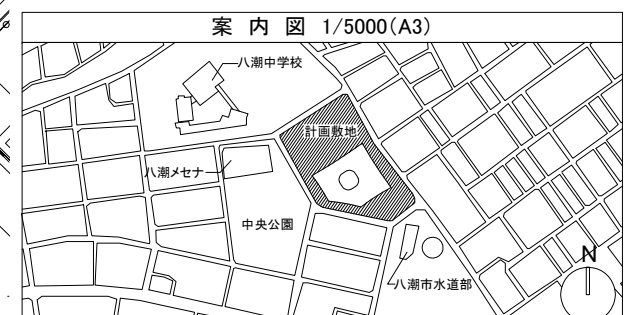 案内図 1/5000(A3)
八潮中学校
計画敷地
八潮メセナ
中央公園
N
八潮市水道部